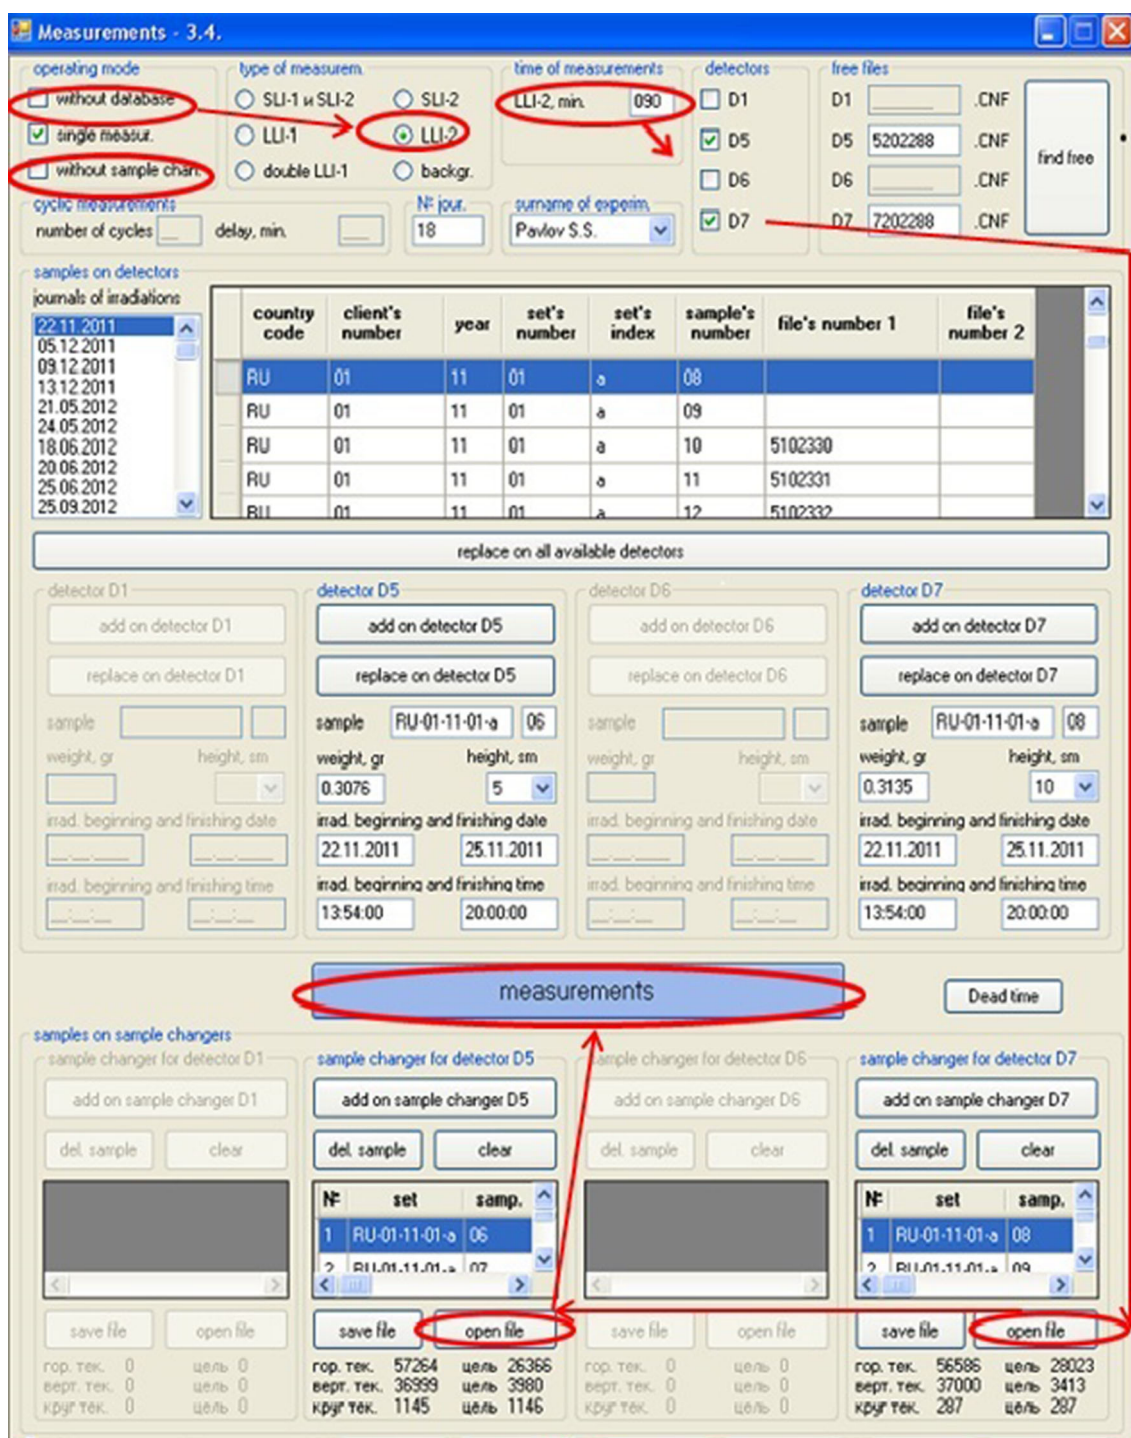 Measurements - 3.4.
operating mode
without database
single measur.
without sample chan.
type of measurem.
SLI-1 и SLI-2
SLI-2
LLI-1
LLI-2
double LLI-1
backgr.
time of measurements
LLI-2, min. 090
detectors
D1
D5
D6
D7
free files
D1 .CNF
D5 5202288 .CNF
D6 .CNF
D7 7202288 .CNF
find free
cyclic measurements
number of cycles delay, min.
№ jour.
18
surname of experim.
Pavlov S.S.
samples on detectors
journals of irradiations
22.11.2011
05.12.2011
09.12.2011
13.12.2011
21.05.2012
24.05.2012
18.06.2012
20.06.2012
25.06.2012
25.09.2012
country code client's number year set's number set's index sample's number file's number 1 file's number 2
RU 01 11 01 a 08
RU 01 11 01 a 09
RU 01 11 01 a 10 5102330
RU 01 11 01 a 11 5102331
RU 01 11 01 a 12 5102332
replace on all available detectors
detector D1
add on detector D1
replace on detector D1
sample
weight, gr height, sm
irrad. beginning and finishing date
irrad. beginning and finishing time
detector D5
add on detector D5
replace on detector D5
sample RU-01-11-01-a 06
weight, gr height, sm
0.3076 5
irrad. beginning and finishing date
22.11.2011 25.11.2011
irrad. beginning and finishing time
13:54:00 20:00:00
detector D6
add on detector D6
replace on detector D6
sample
weight, gr height, sm
irrad. beginning and finishing date
irrad. beginning and finishing time
detector D7
add on detector D7
replace on detector D7
sample RU-01-11-01-a 08
weight, gr height, sm
0.3135 10
irrad. beginning and finishing date
22.11.2011 25.11.2011
irrad. beginning and finishing time
13:54:00 20:00:00
measurements
Dead time
samples on sample changers
sample changer for detector D1
add on sample changer D1
del. sample clear
save file open file
гор. тек. 0 цель 0
верт. тек. 0 цель 0
круг тек. 0 цель 0
sample changer for detector D5
add on sample changer D5
del. sample clear
№ set samp.
1 RU-01-11-01-a 06
2 RU-01-11-01-a 07
save file open file
гор. тек. 57264 цель 26366
верт. тек. 36999 цель 3980
круг тек. 1145 цель 1146
sample changer for detector D6
add on sample changer D6
del. sample clear
save file open file
гор. тек. 0 цель 0
верт. тек. 0 цель 0
круг тек. 0 цель 0
sample changer for detector D7
add on sample changer D7
del. sample clear
№ set samp.
1 RU-01-11-01-a 08
2 RU-01-11-01-a 09
save file open file
гор. тек. 56586 цель 28023
верт. тек. 37000 цель 3413
круг тек. 287 цель 287